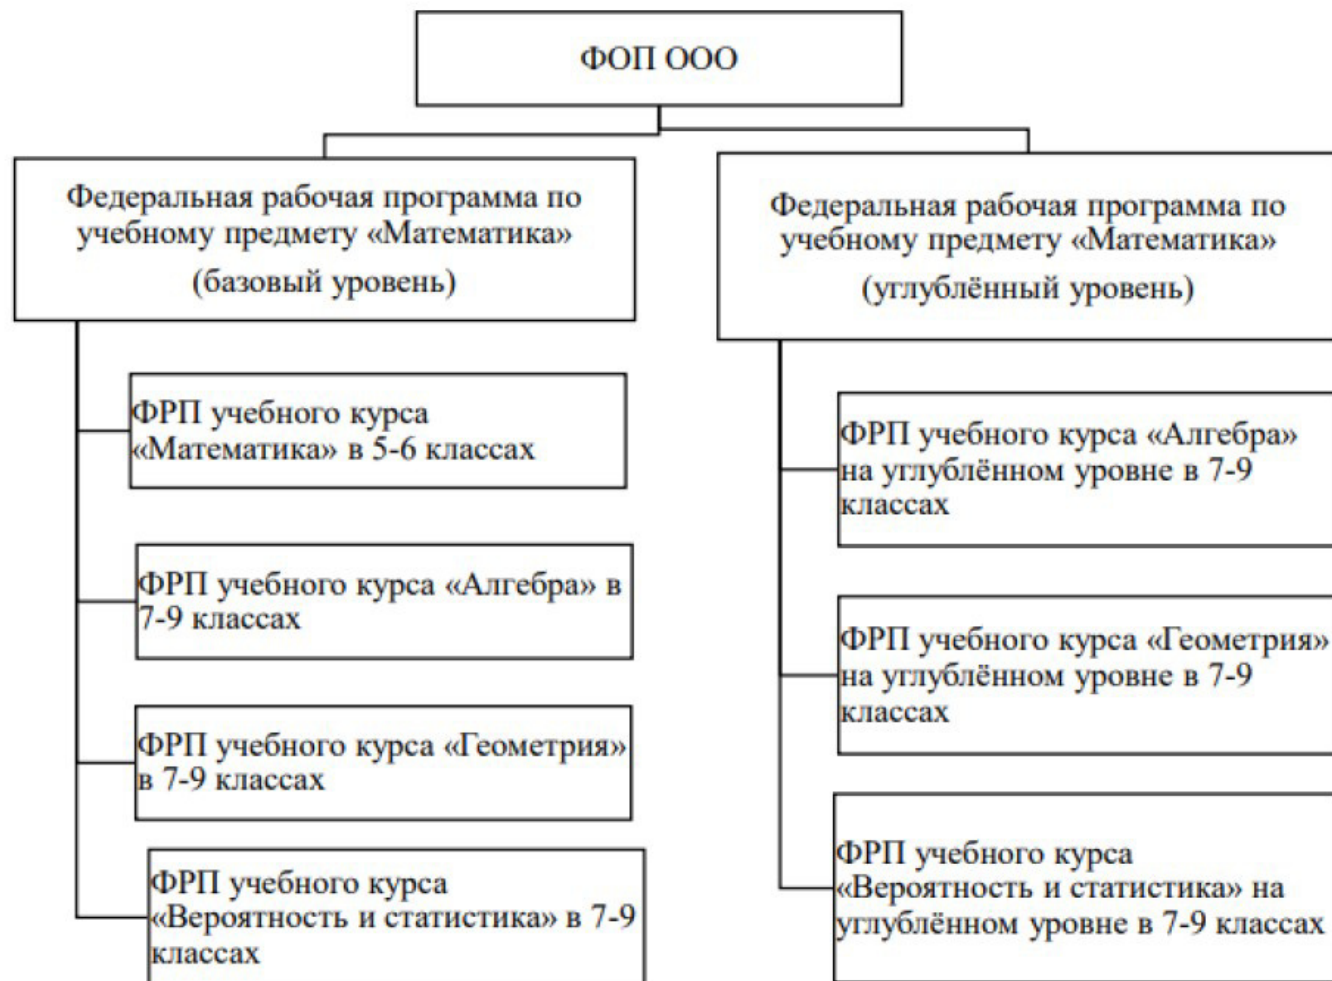 ФОП ООО
Федеральная рабочая программа по
учебному предмету «Математика»
(базовый уровень)
ФРП учебного курса
«Математика» в 5-6 классах
ФРП учебного курса «Алгебра» в
7-9 классах
ФРП учебного курса «Геометрия»
в 7-9 классах
ФРП учебного курса
«Вероятность и статистика» в 7-9
классах
Федеральная рабочая программа по
учебному предмету «Математика»
(углублённый уровень)
ФРП учебного курса «Алгебра»
на углублённом уровне в 7-9
классах
ФРП учебного курса «Геометрия»
на углублённом уровне в 7-9
классах
ФРП учебного курса
«Вероятность и статистика» на
углублённом уровне в 7-9 классах